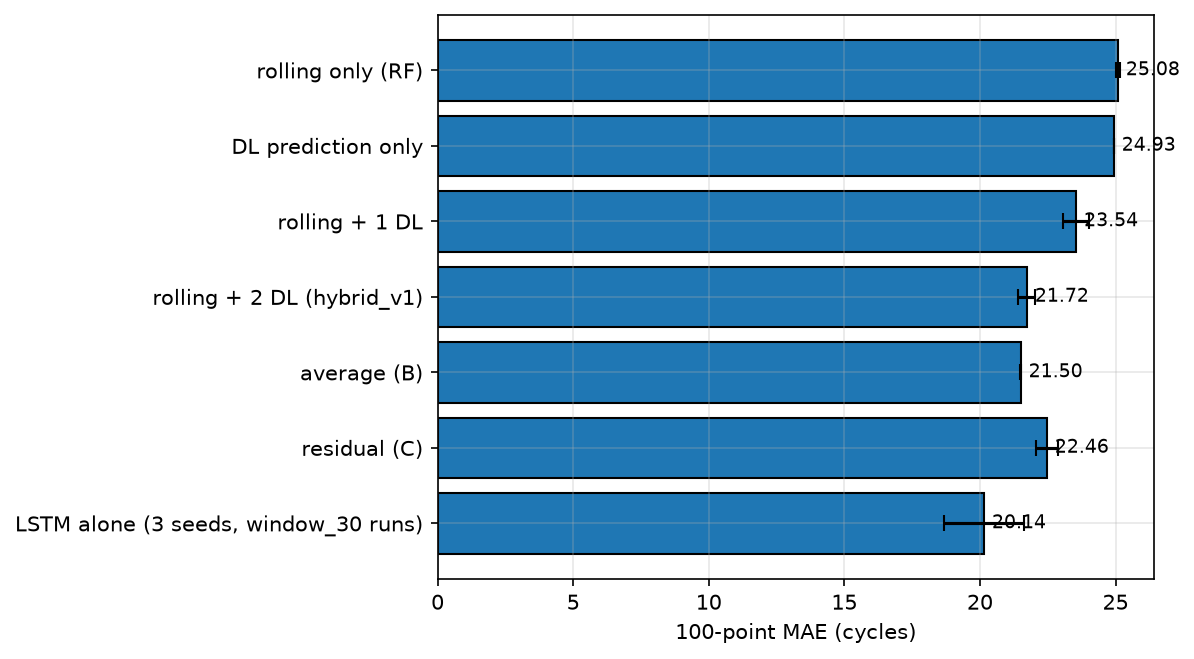 rolling only (RF) 25.08
DL prediction only 24.93
rolling + 1 DL 23.54
rolling + 2 DL (hybrid_v1) 21.72
average (B) 21.50
residual (C) 22.46
LSTM alone (3 seeds, window_30 runs) 20.14
0 5 10 15 20 25
100-point MAE (cycles)